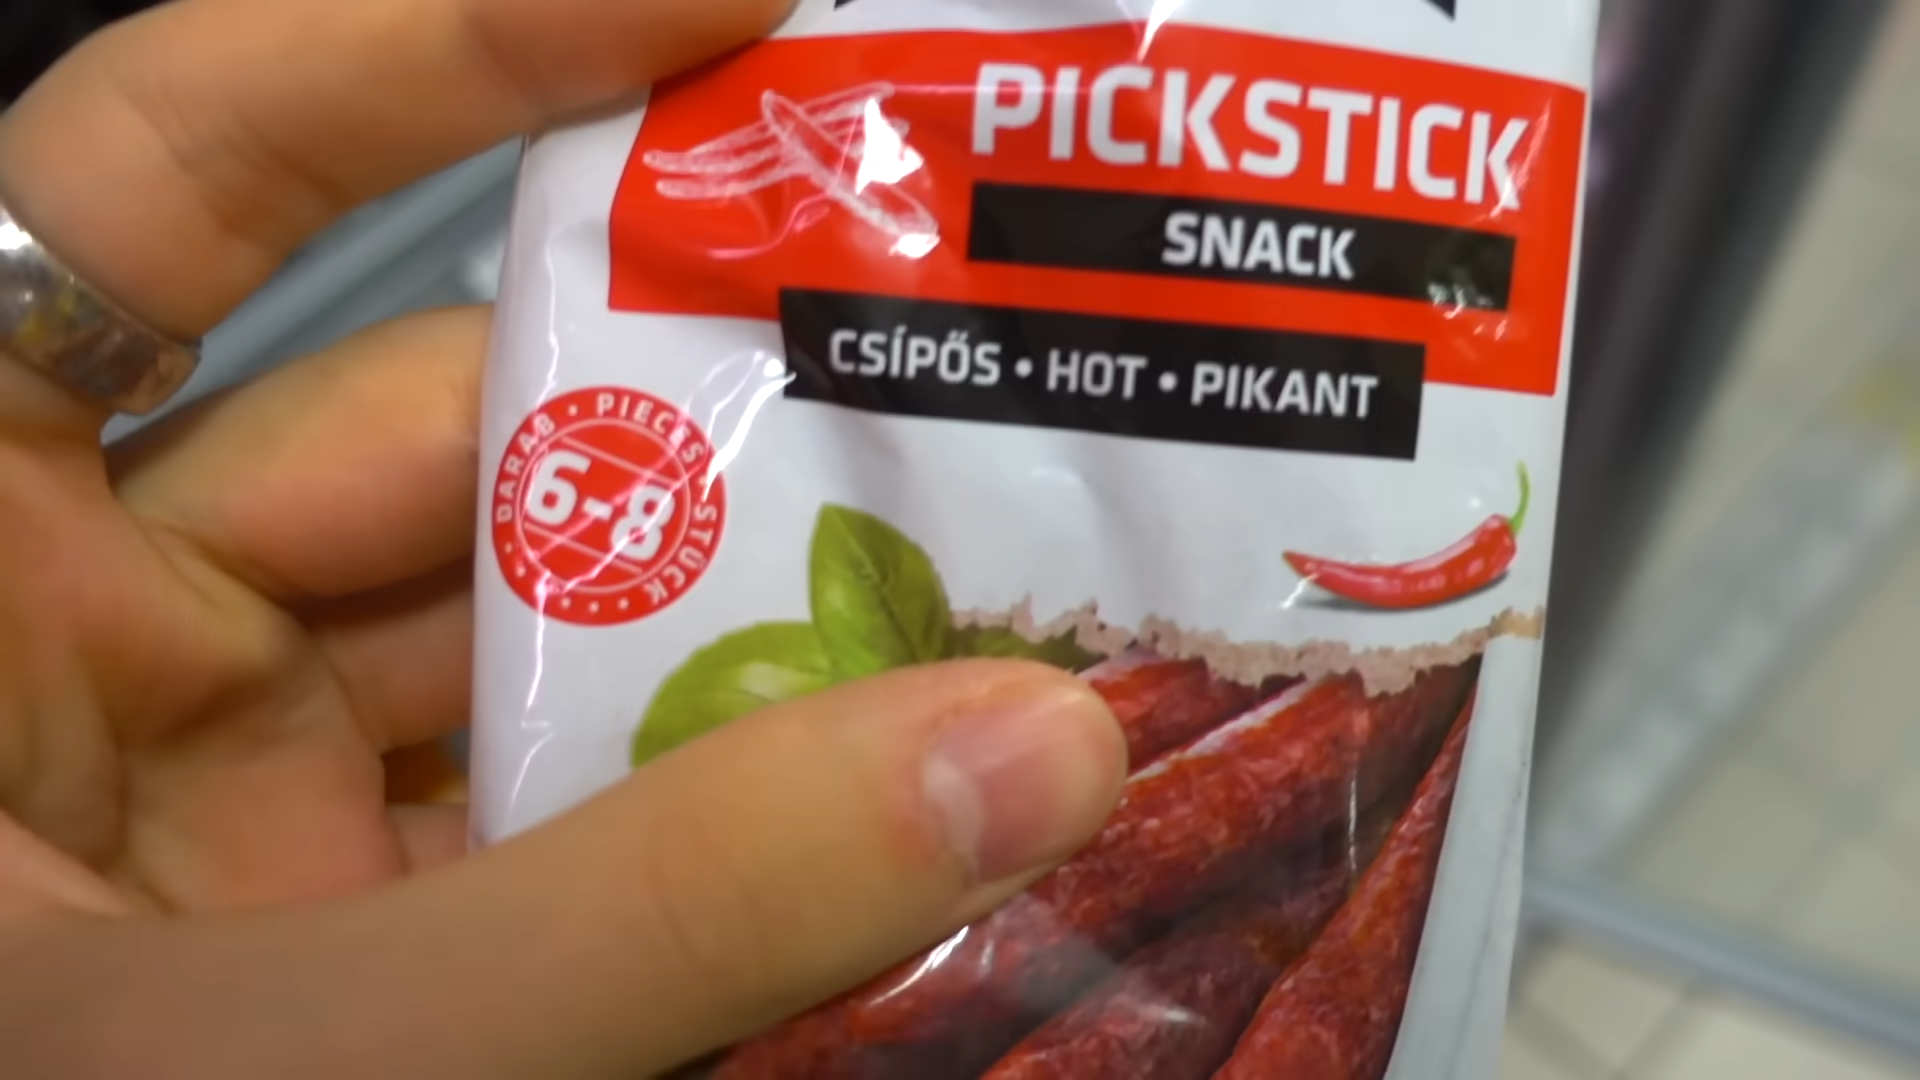 PICKSTICK
SNACK
CSÍPŐS • HOT • PIKANT
DARAB • PIECES • STÜCK
6-8